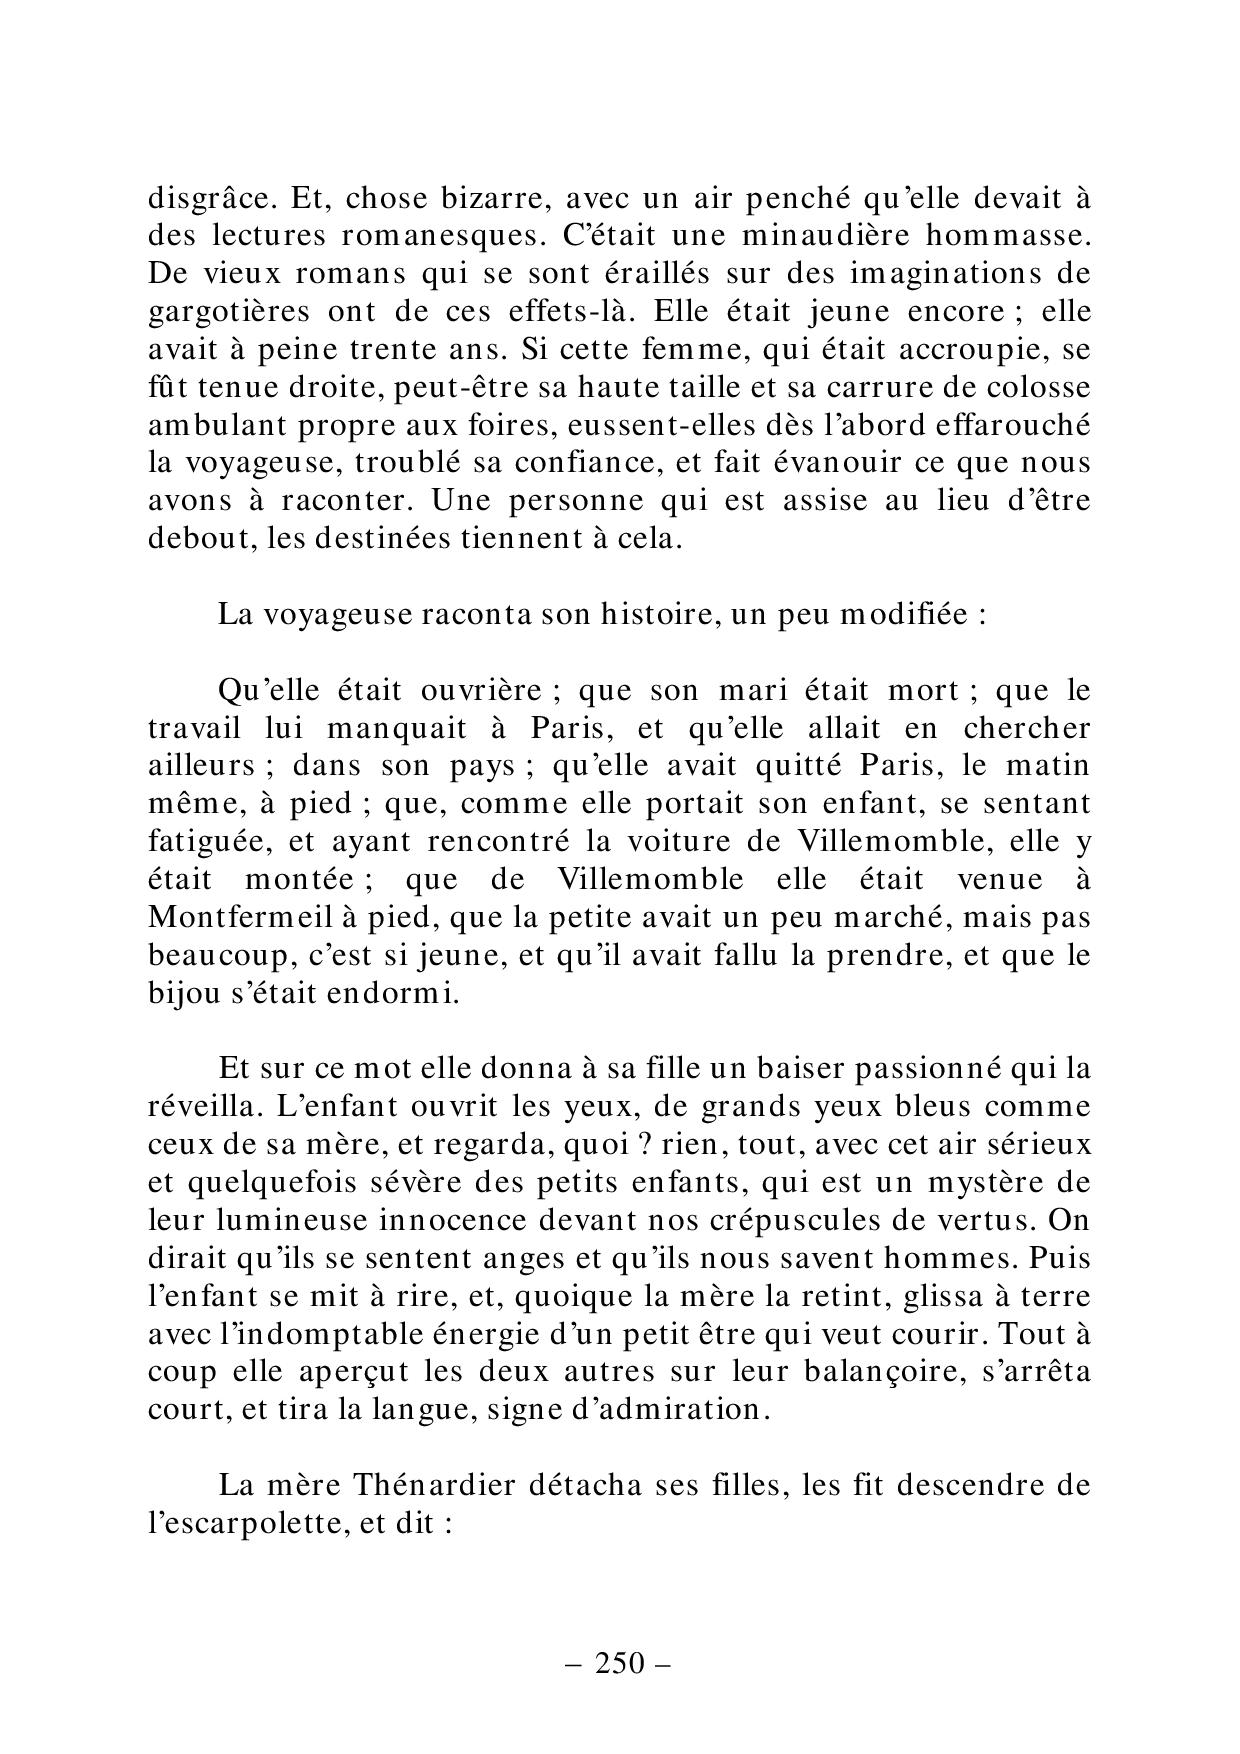 disgrâce. Et, chose bizarre, avec un air penché qu’elle devait à
des lectures romanesques. C’était une minaudière hommasse.
De vieux romans qui se sont éraillés sur des imaginations de
gargotières ont de ces effets-là. Elle était jeune encore ; elle
avait à peine trente ans. Si cette femme, qui était accroupie, se
fût tenue droite, peut-être sa haute taille et sa carrure de colosse
ambulant propre aux foires, eussent-elles dès l’abord effarouché
la voyageuse, troublé sa confiance, et fait évanouir ce que nous
avons à raconter. Une personne qui est assise au lieu d’être
debout, les destinées tiennent à cela.
La voyageuse raconta son histoire, un peu modifiée :
Qu’elle était ouvrière ; que son mari était mort ; que le
travail lui manquait à Paris, et qu’elle allait en chercher
ailleurs ; dans son pays ; qu’elle avait quitté Paris, le matin
même, à pied ; que, comme elle portait son enfant, se sentant
fatiguée, et ayant rencontré la voiture de Villemomble, elle y
était montée ; que de Villemomble elle était venue à
Montfermeil à pied, que la petite avait un peu marché, mais pas
beaucoup, c’est si jeune, et qu’il avait fallu la prendre, et que le
bijou s’était endormi.
Et sur ce mot elle donna à sa fille un baiser passionné qui la
réveilla. L’enfant ouvrit les yeux, de grands yeux bleus comme
ceux de sa mère, et regarda, quoi ? rien, tout, avec cet air sérieux
et quelquefois sévère des petits enfants, qui est un mystère de
leur lumineuse innocence devant nos crépuscules de vertus. On
dirait qu’ils se sentent anges et qu’ils nous savent hommes. Puis
l’enfant se mit à rire, et, quoique la mère la retint, glissa à terre
avec l’indomptable énergie d’un petit être qui veut courir. Tout à
coup elle aperçut les deux autres sur leur balançoire, s’arrêta
court, et tira la langue, signe d’admiration.
La mère Thénardier détacha ses filles, les fit descendre de
l’escarpolette, et dit :
– 250 –